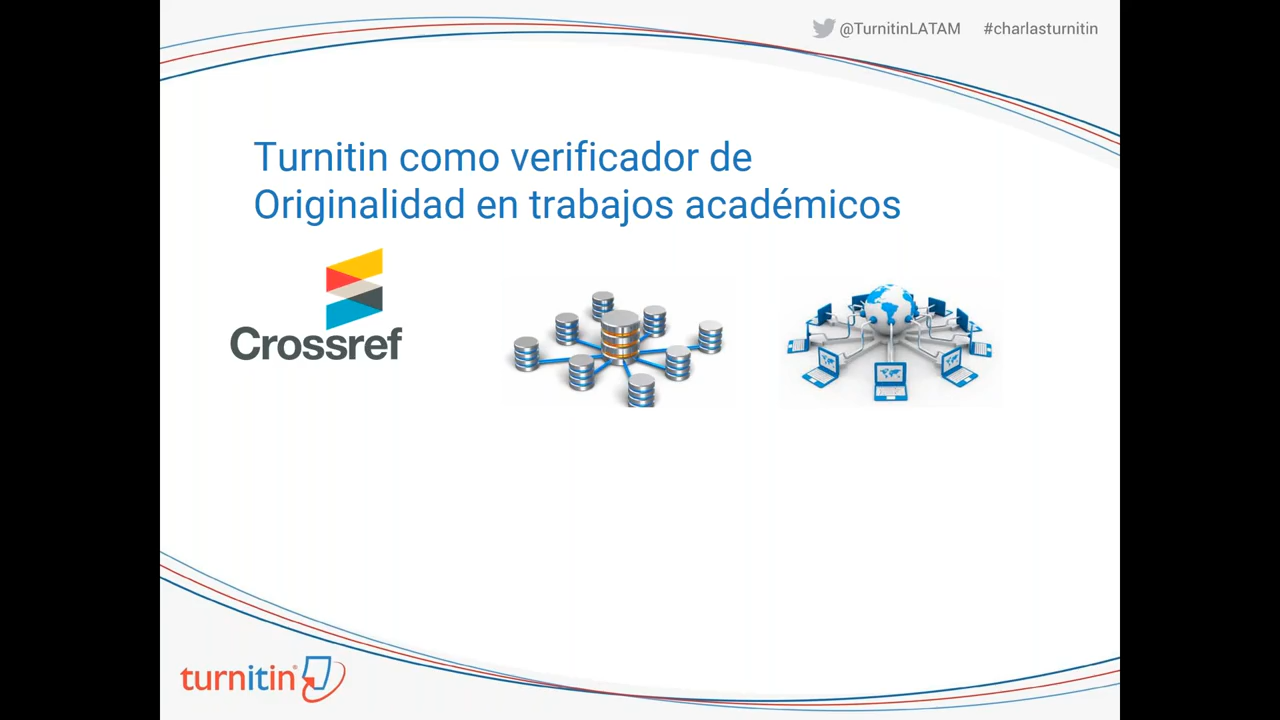 @TurnitinLATAM #charlasturnitin
Turnitin como verificador de
Originalidad en trabajos académicos
Crossref
turnitin®